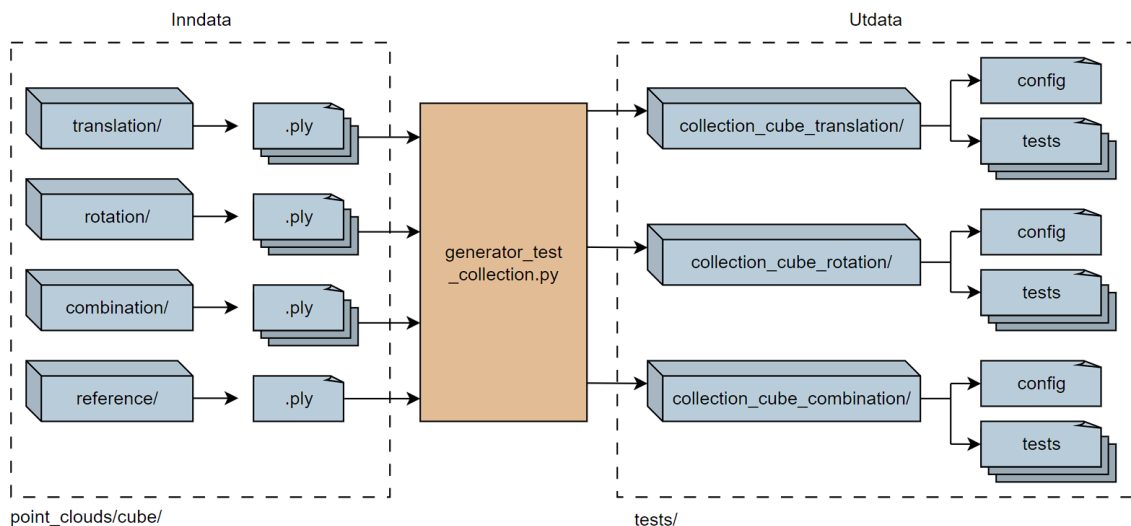 Inndata
Utdata
translation/
.ply
rotation/
.ply
combination/
.ply
reference/
.ply
point_clouds/cube/
generator_test
_collection.py
collection_cube_translation/
config
tests
collection_cube_rotation/
config
tests
collection_cube_combination/
config
tests
tests/